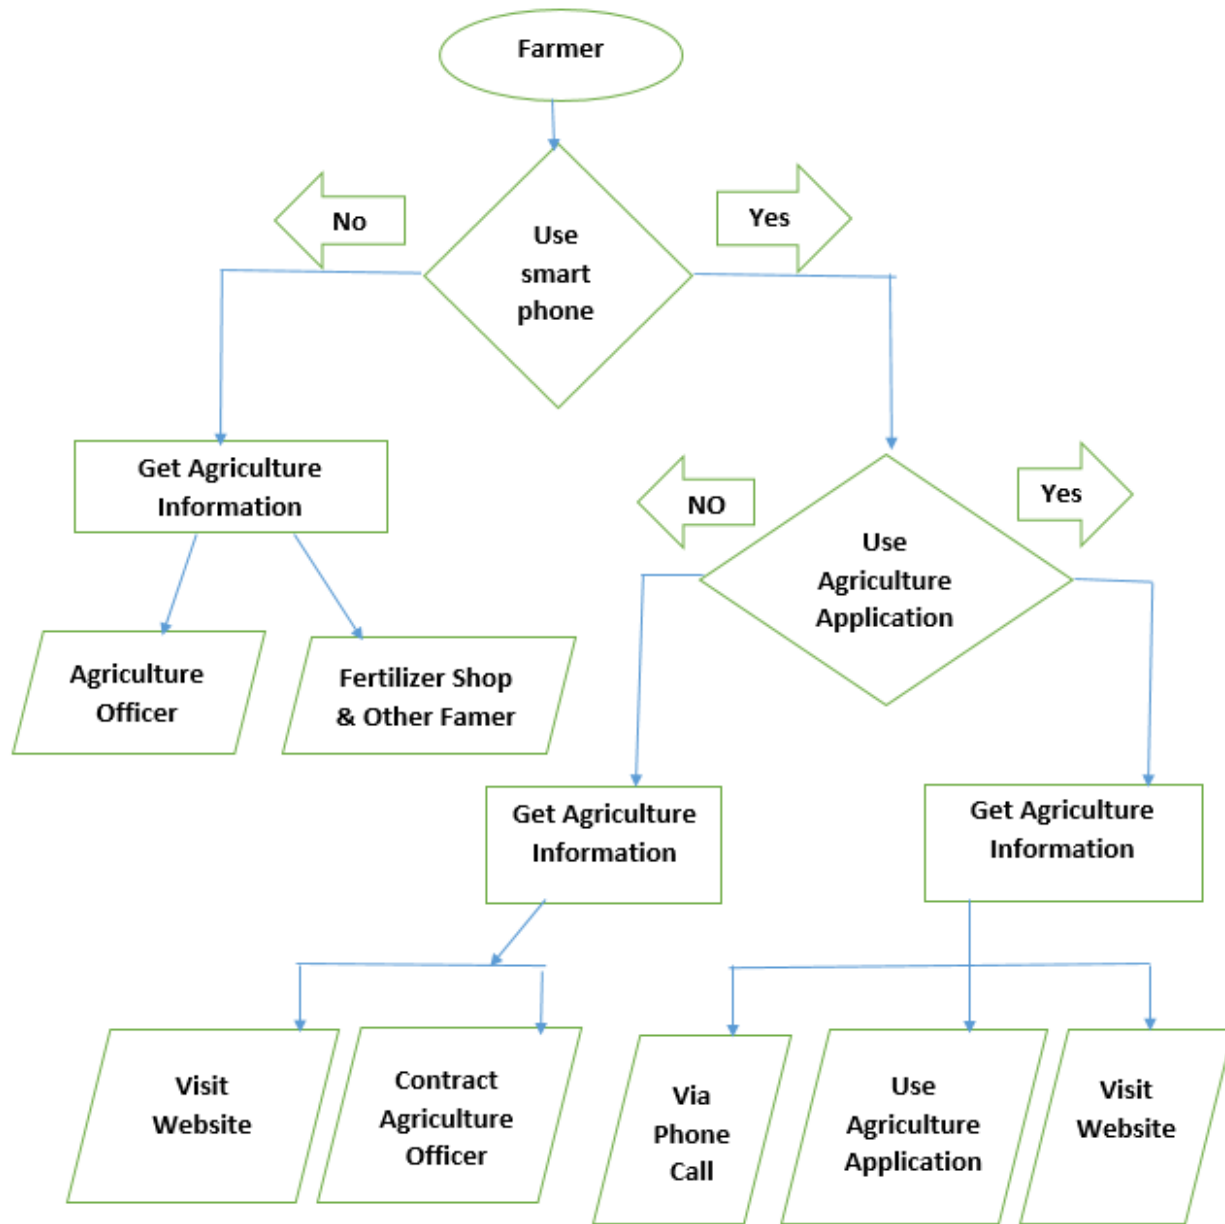 Farmer
No
Yes
Use
smart
phone
Get Agriculture
Information
NO
Yes
Use
Agriculture
Application
Agriculture
Officer
Fertilizer Shop
& Other Famer
Get Agriculture
Information
Get Agriculture
Information
Visit
Website
Contract
Agriculture
Officer
Via
Phone
Call
Use
Agriculture
Application
Visit
Website